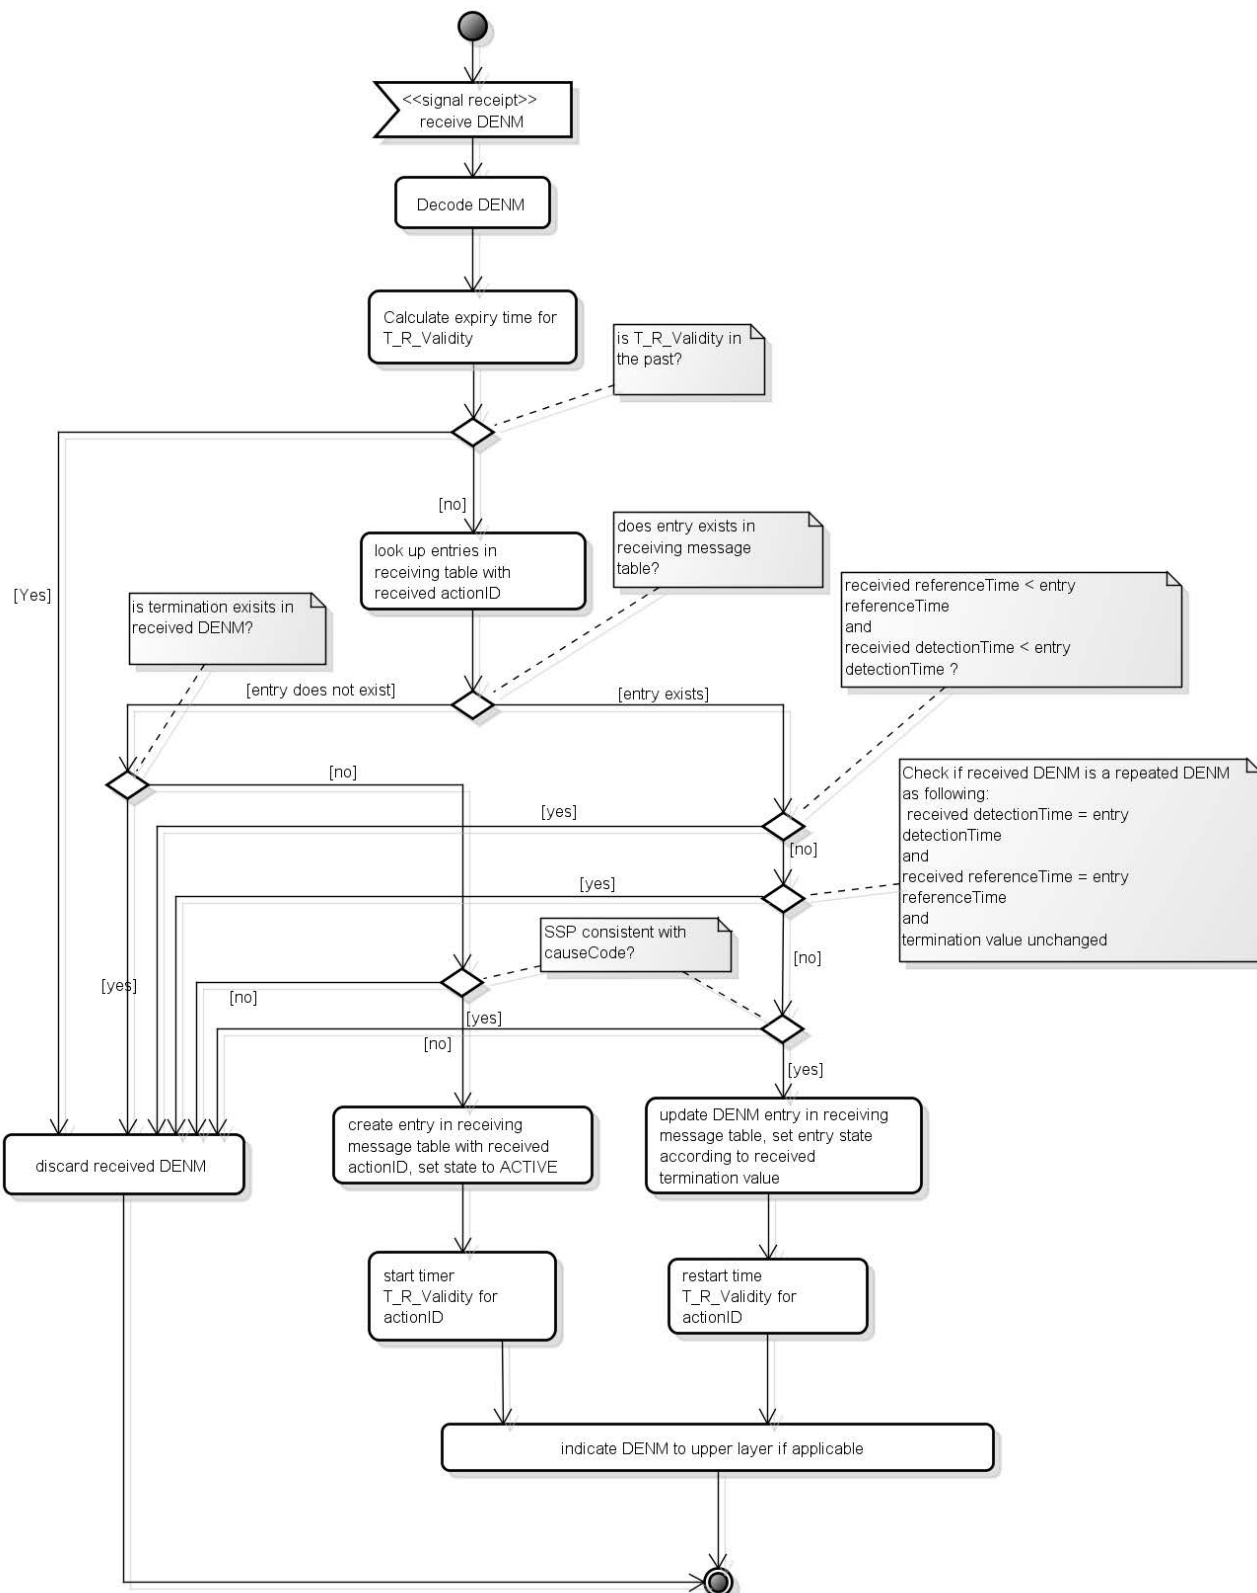 <<signal receipt>>
receive DENM
Decode DENM
Calculate expiry time for
T_R_Validity
is T_R_Validity in
the past?
[no]
[Yes]
look up entries in
receiving table with
received actionID
does entry exists in
receiving message
table?
is termination exisits in
received DENM?
receivied referenceTime < entry
referenceTime
and
receivied detectionTime < entry
detectionTime ?
[entry does not exist]
[entry exists]
[no]
[yes]
[no]
Check if received DENM is a repeated DENM
as following:
received detectionTime = entry
detectionTime
and
received referenceTime = entry
referenceTime
and
termination value unchanged
[yes]
SSP consistent with
causeCode?
[no]
[yes]
[no]
[yes]
[no]
[yes]
discard received DENM
create entry in receiving
message table with received
actionID, set state to ACTIVE
update DENM entry in receiving
message table, set entry state
according to received
termination value
start timer
T_R_Validity for
actionID
restart time
T_R_Validity for
actionID
indicate DENM to upper layer if applicable